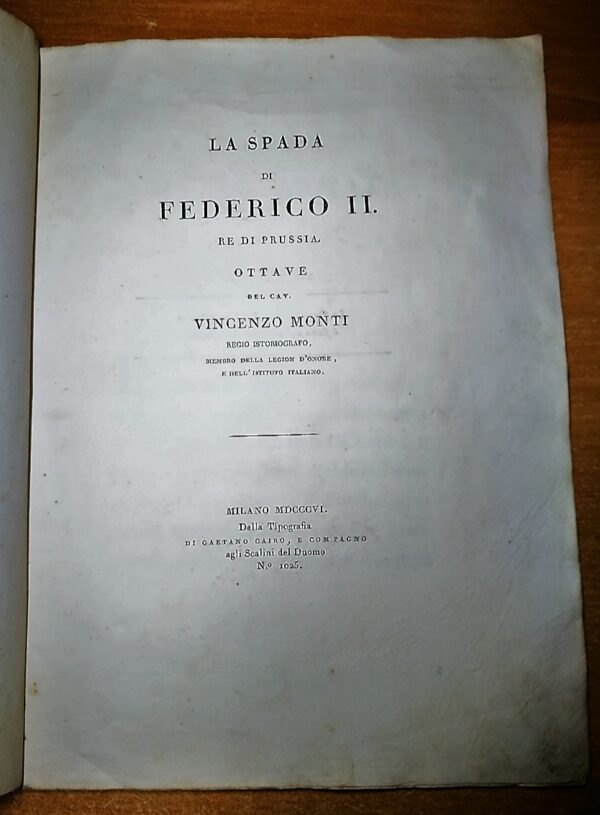 LA SPADA
DI
FEDERICO II.
RE DI PRUSSIA.
OTTAVE
DEL CAV.
VINCENZO MONTI
REGIO ISTORIOGRAFO,
MEMBRO DELLA LEGION D'ONORE,
E DELL'ISTITUTO ITALIANO.
MILANO MDCCCVI.
Dalla Tipografia
DI GAETANO CAIRO, E COMPAGNO
agli Scalini del Duomo
N.º 1025.